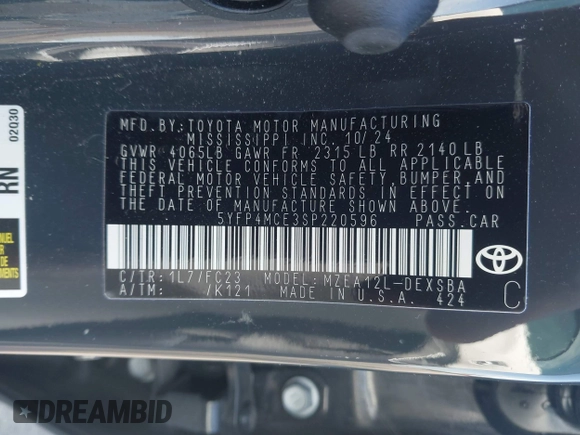 MFD.BY:TOYOTA MOTOR MANUFACTURING
MISSISSIPPI INC. 10/24
GVWR 4065LB GAWR FR 2315LB RR 2140LB
THIS VEHICLE CONFORMS TO ALL APPLICABLE
FEDERAL MOTOR VEHICLE SAFETY, BUMPER, AND
THEFT PREVENTION STANDARDS IN EFFECT ON
THE DATE OF MANUFACTURE SHOWN ABOVE.
5YFP4MCE3SP220596 PASS.CAR
C/TR:1L7/FC23 MODEL:MZEA12L-DEXSBA
A/TM: /K121 MADE IN U.S.A. 424
C
02Q30
RN
DREAMBID